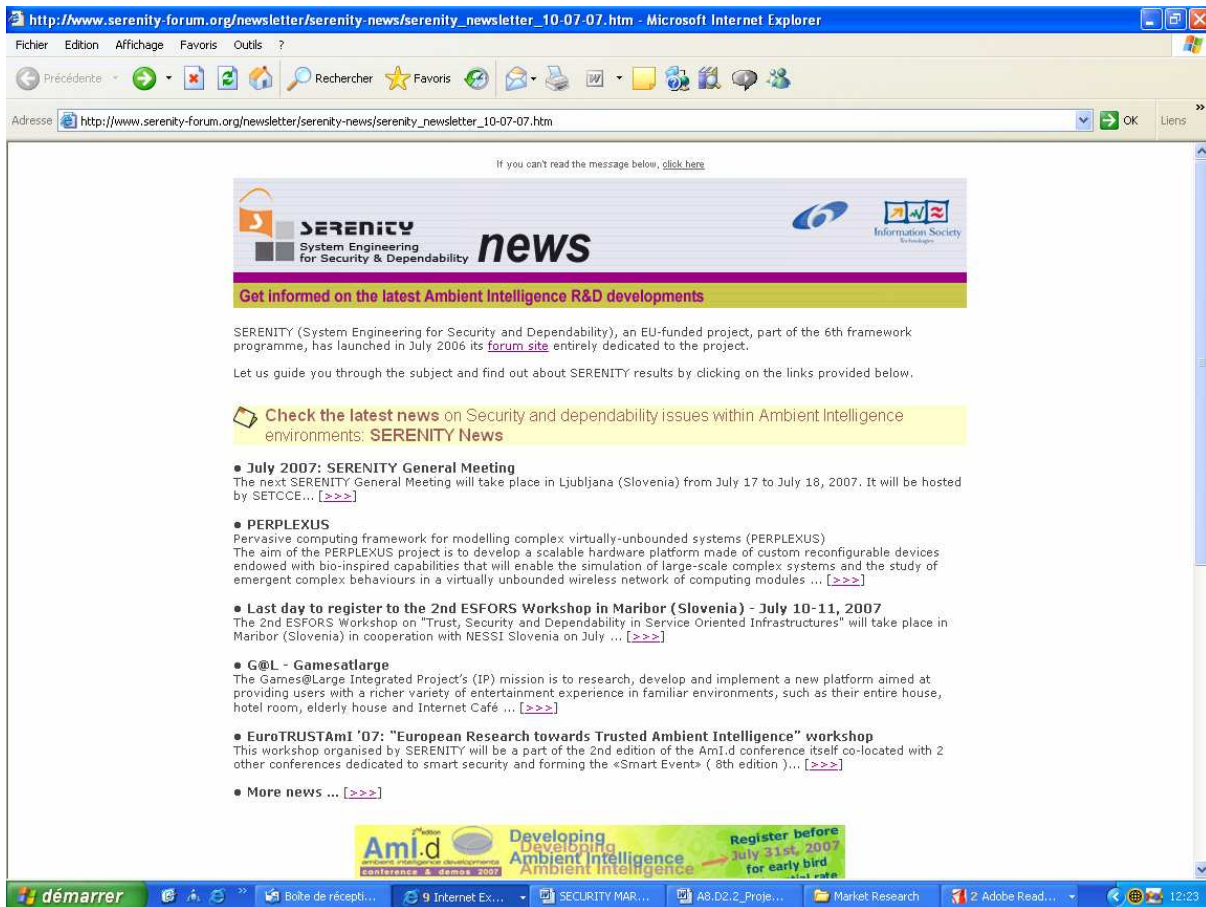 http://www.serenity-forum.org/newsletter/serenity-news/serenity_newsletter_10-07-07.htm - Microsoft Internet Explorer
Fichier Edition Affichage Favoris Outils ?
Précédente Rechercher Favoris
Adresse http://www.serenity-forum.org/newsletter/serenity-news/serenity_newsletter_10-07-07.htm OK Liens »
If you can't read the message below, click here
SERENITY
System Engineering
for Security & Dependability
news
Information Society
Technologies
Get informed on the latest Ambient Intelligence R&D developments
SERENITY (System Engineering for Security and Dependability), an EU-funded project, part of the 6th framework
programme, has launched in July 2006 its forum site entirely dedicated to the project.
Let us guide you through the subject and find out about SERENITY results by clicking on the links provided below.
Check the latest news on Security and dependability issues within Ambient Intelligence
environments: SERENITY News
• July 2007: SERENITY General Meeting
The next SERENITY General Meeting will take place in Ljubljana (Slovenia) from July 17 to July 18, 2007. It will be hosted
by SETCCE... [>>>]
• PERPLEXUS
Pervasive computing framework for modelling complex virtually-unbounded systems (PERPLEXUS)
The aim of the PERPLEXUS project is to develop a scalable hardware platform made of custom reconfigurable devices
endowed with bio-inspired capabilities that will enable the simulation of large-scale complex systems and the study of
emergent complex behaviours in a virtually unbounded wireless network of computing modules ... [>>>]
• Last day to register to the 2nd ESFORS Workshop in Maribor (Slovenia) - July 10-11, 2007
The 2nd ESFORS Workshop on "Trust, Security and Dependability in Service Oriented Infrastructures" will take place in
Maribor (Slovenia) in cooperation with NESSI Slovenia on July ... [>>>]
• G@L - Gamesatlarge
The Games@Large Integrated Project's (IP) mission is to research, develop and implement a new platform aimed at
providing users with a richer variety of entertainment experience in familiar environments, such as their entire house,
hotel room, elderly house and Internet Café ... [>>>]
• EuroTRUSTAmI '07: "European Research towards Trusted Ambient Intelligence" workshop
This workshop organised by SERENITY will be a part of the 2nd edition of the AmI.d conference itself co-located with 2
other conferences dedicated to smart security and forming the «Smart Event» ( 8th edition )... [>>>]
• More news ... [>>>]
2nd edition
AmI.d
ambient intelligence developments
conference & demos 2007
Developing
Developing
Ambient Intelligence
Ambient Intelligence
Register before
July 31st, 2007
for early bird
démarrer » Boîte de récepti... 9 Internet Ex... SECURITY MAR... A8.D2.2_Proje... Market Research 2 Adobe Read... 12:23